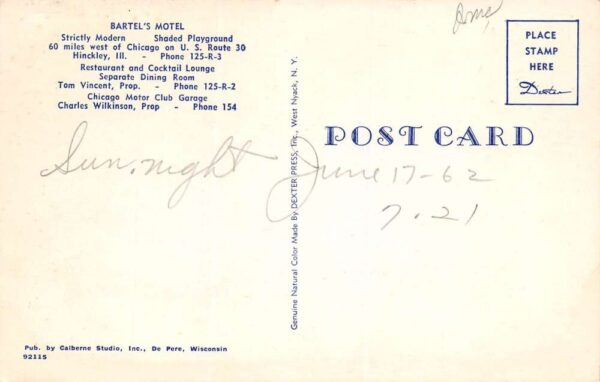 BARTEL'S MOTEL
Strictly Modern Shaded Playground
60 miles west of Chicago on U. S. Route 30
Hinckley, Ill. - Phone 125-R-3
Restaurant and Cocktail Lounge
Separate Dining Room
Tom Vincent, Prop. - Phone 125-R-2
Chicago Motor Club Garage
Charles Wilkinson, Prop - Phone 154
PLACE
STAMP
HERE
Dexter
POST CARD
Sun. night June 17-62
7.21
Genuine Natural Color Made By DEXTER PRESS, Inc., West Nyack, N. Y.
Pub. by Calberne Studio, Inc., De Pere, Wisconsin
9211S